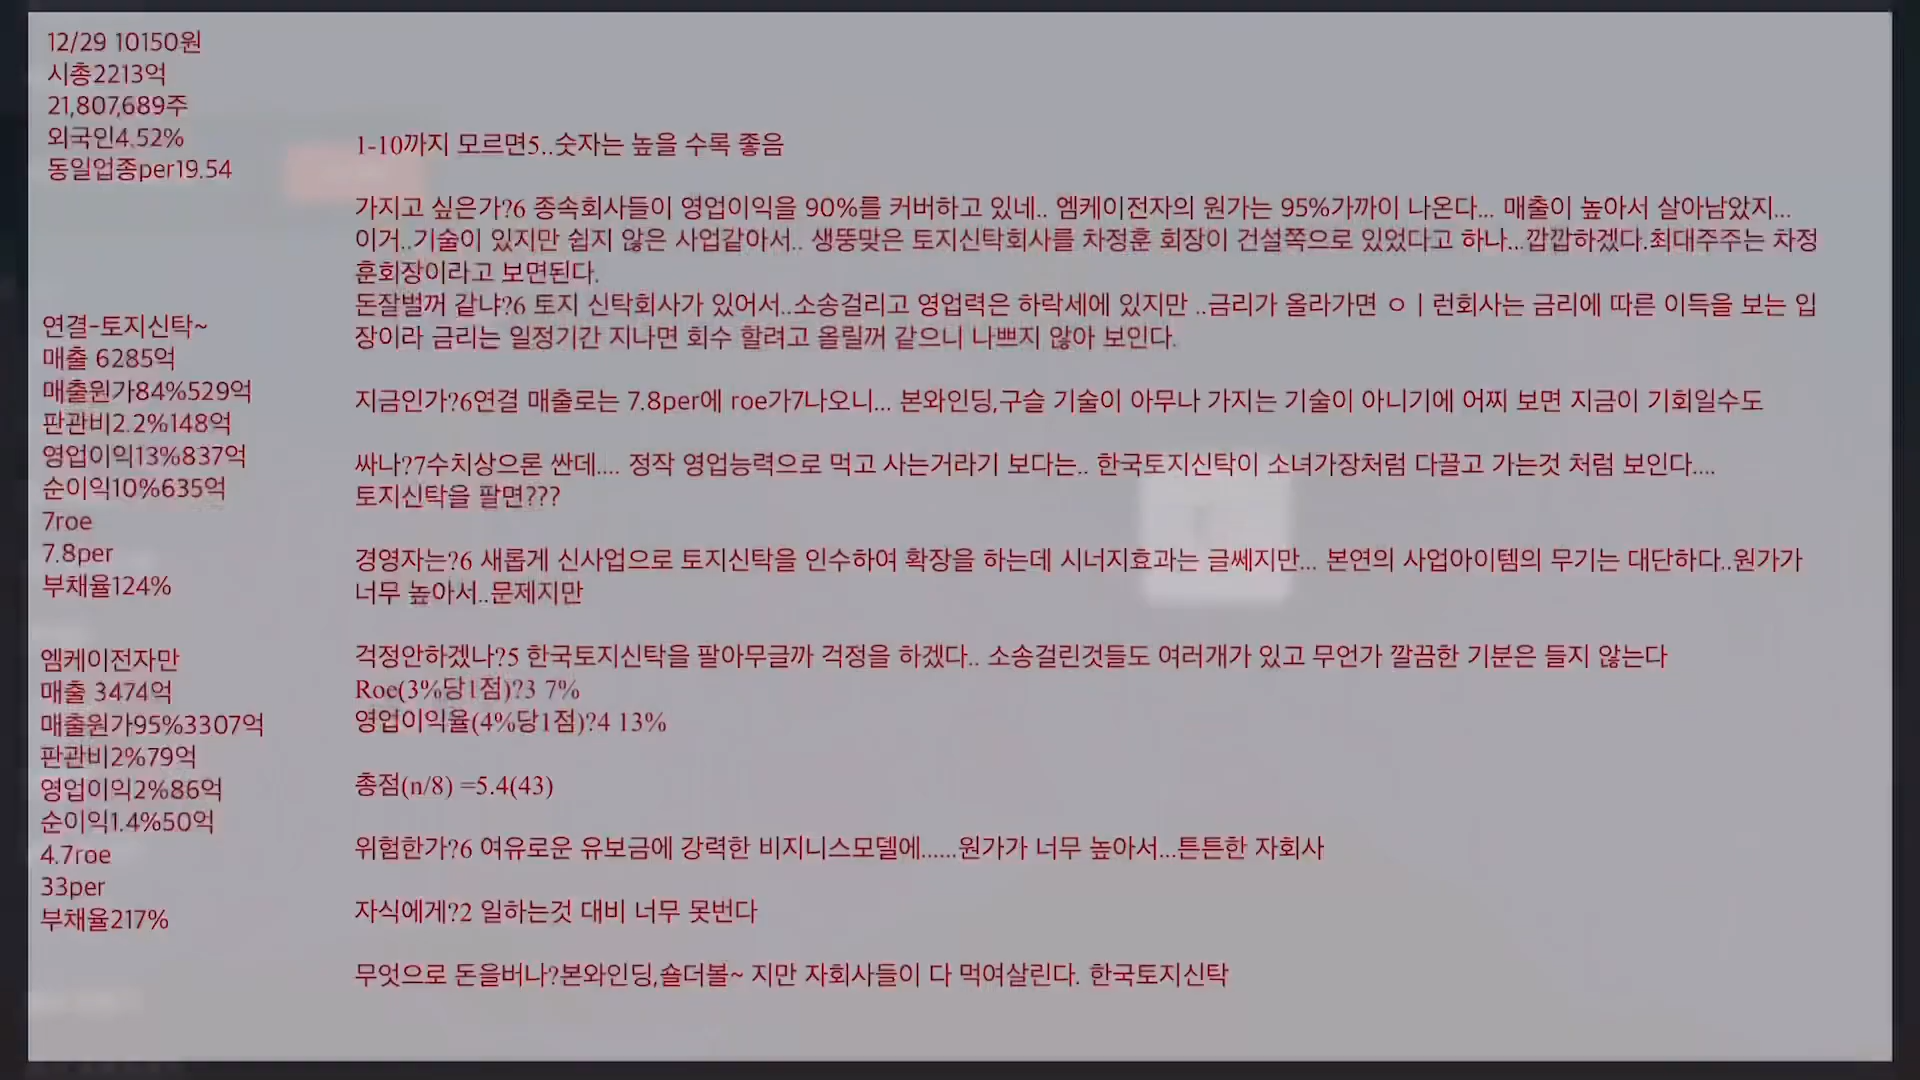 12/29 10150원
시총2213억
21,807,689주
외국인4.52%
동일업종per19.54
연결-토지신탁~
매출 6285억
매출원가84%529억
판관비2.2%148억
영업이익13%837억
순이익10%635억
7roe
7.8per
부채율124%
엠케이전자만
매출 3474억
매출원가95%3307억
판관비2%79억
영업이익2%86억
순이익1.4%50억
4.7roe
33per
부채율217%
1-10까지 모르면5..숫자는 높을 수록 좋음
가지고 싶은가?6 종속회사들이 영업이익을 90%를 커버하고 있네.. 엠케이전자의 원가는 95%가까이 나온다... 매출이 높아서 살아남았지...
이거..기술이 있지만 쉽지 않은 사업같아서.. 생뚱맞은 토지신탁회사를 차정훈 회장이 건설쪽으로 있었다고 하나...깝깝하겠다.최대주주는 차정
훈회장이라고 보면된다.
돈잘벌꺼 같냐?6 토지 신탁회사가 있어서..소송걸리고 영업력은 하락세에 있지만 ..금리가 올라가면 ㅇㅣ런회사는 금리에 따른 이득을 보는 입
장이라 금리는 일정기간 지나면 회수 할려고 올릴꺼 같으니 나쁘지 않아 보인다.
지금인가?6연결 매출로는 7.8per에 roe가7나오니... 본와인딩,구슬 기술이 아무나 가지는 기술이 아니기에 어찌 보면 지금이 기회일수도
싸나?7수치상으론 싼데.... 정작 영업능력으로 먹고 사는거라기 보다는.. 한국토지신탁이 소녀가장처럼 다끌고 가는것 처럼 보인다....
토지신탁을 팔면???
경영자는?6 새롭게 신사업으로 토지신탁을 인수하여 확장을 하는데 시너지효과는 글쎄지만... 본연의 사업아이템의 무기는 대단하다..원가가
너무 높아서..문제지만
걱정안하겠나?5 한국토지신탁을 팔아무글까 걱정을 하겠다.. 소송걸린것들도 여러개가 있고 무언가 깔끔한 기분은 들지 않는다
Roe(3%당1점)?3 7%
영업이익율(4%당1점)?4 13%
총점(n/8) =5.4(43)
위험한가?6 여유로운 유보금에 강력한 비지니스모델에......원가가 너무 높아서...튼튼한 자회사
자식에게?2 일하는것 대비 너무 못번다
무엇으로 돈을버나?본와인딩,숄더볼~ 지만 자회사들이 다 먹여살린다. 한국토지신탁